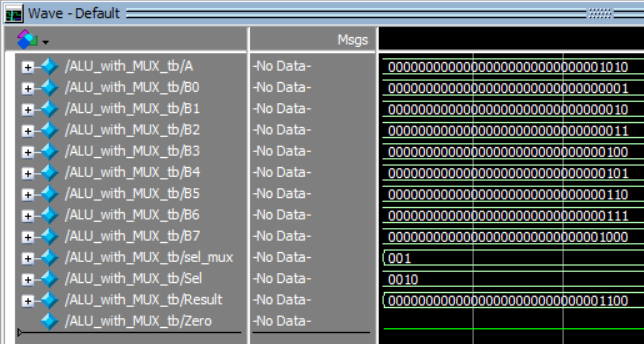 Wave - Default
Msgs
/ALU_with_MUX_tb/A -No Data- 00000000000000000000000000001010
/ALU_with_MUX_tb/B0 -No Data- 00000000000000000000000000000001
/ALU_with_MUX_tb/B1 -No Data- 00000000000000000000000000000010
/ALU_with_MUX_tb/B2 -No Data- 00000000000000000000000000000011
/ALU_with_MUX_tb/B3 -No Data- 00000000000000000000000000000100
/ALU_with_MUX_tb/B4 -No Data- 00000000000000000000000000000101
/ALU_with_MUX_tb/B5 -No Data- 00000000000000000000000000000110
/ALU_with_MUX_tb/B6 -No Data- 00000000000000000000000000000111
/ALU_with_MUX_tb/B7 -No Data- 00000000000000000000000000001000
/ALU_with_MUX_tb/sel_mux -No Data- 001
/ALU_with_MUX_tb/Sel -No Data- 0010
/ALU_with_MUX_tb/Result -No Data- 00000000000000000000000000001100
/ALU_with_MUX_tb/Zero -No Data-